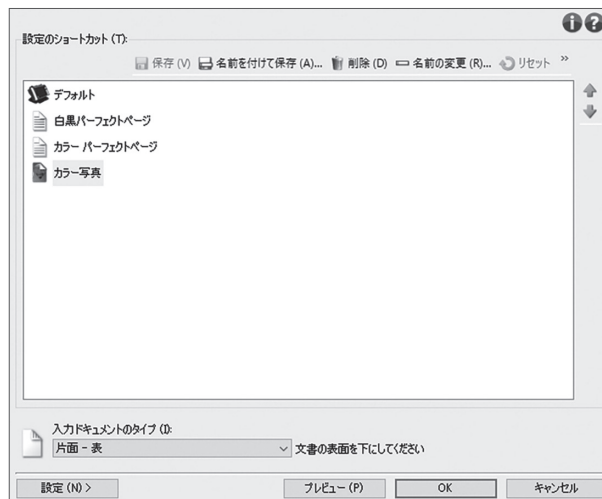 設定のショートカット (T):
保存 (V) 名前を付けて保存 (A)... 削除 (D) 名前の変更 (R)... リセット »
デフォルト
白黒パーフェクトページ
カラー パーフェクトページ
カラー写真
入力ドキュメントのタイプ (I):
片面 - 表 文書の表面を下にしてください
設定 (N) > プレビュー (P) OK キャンセル